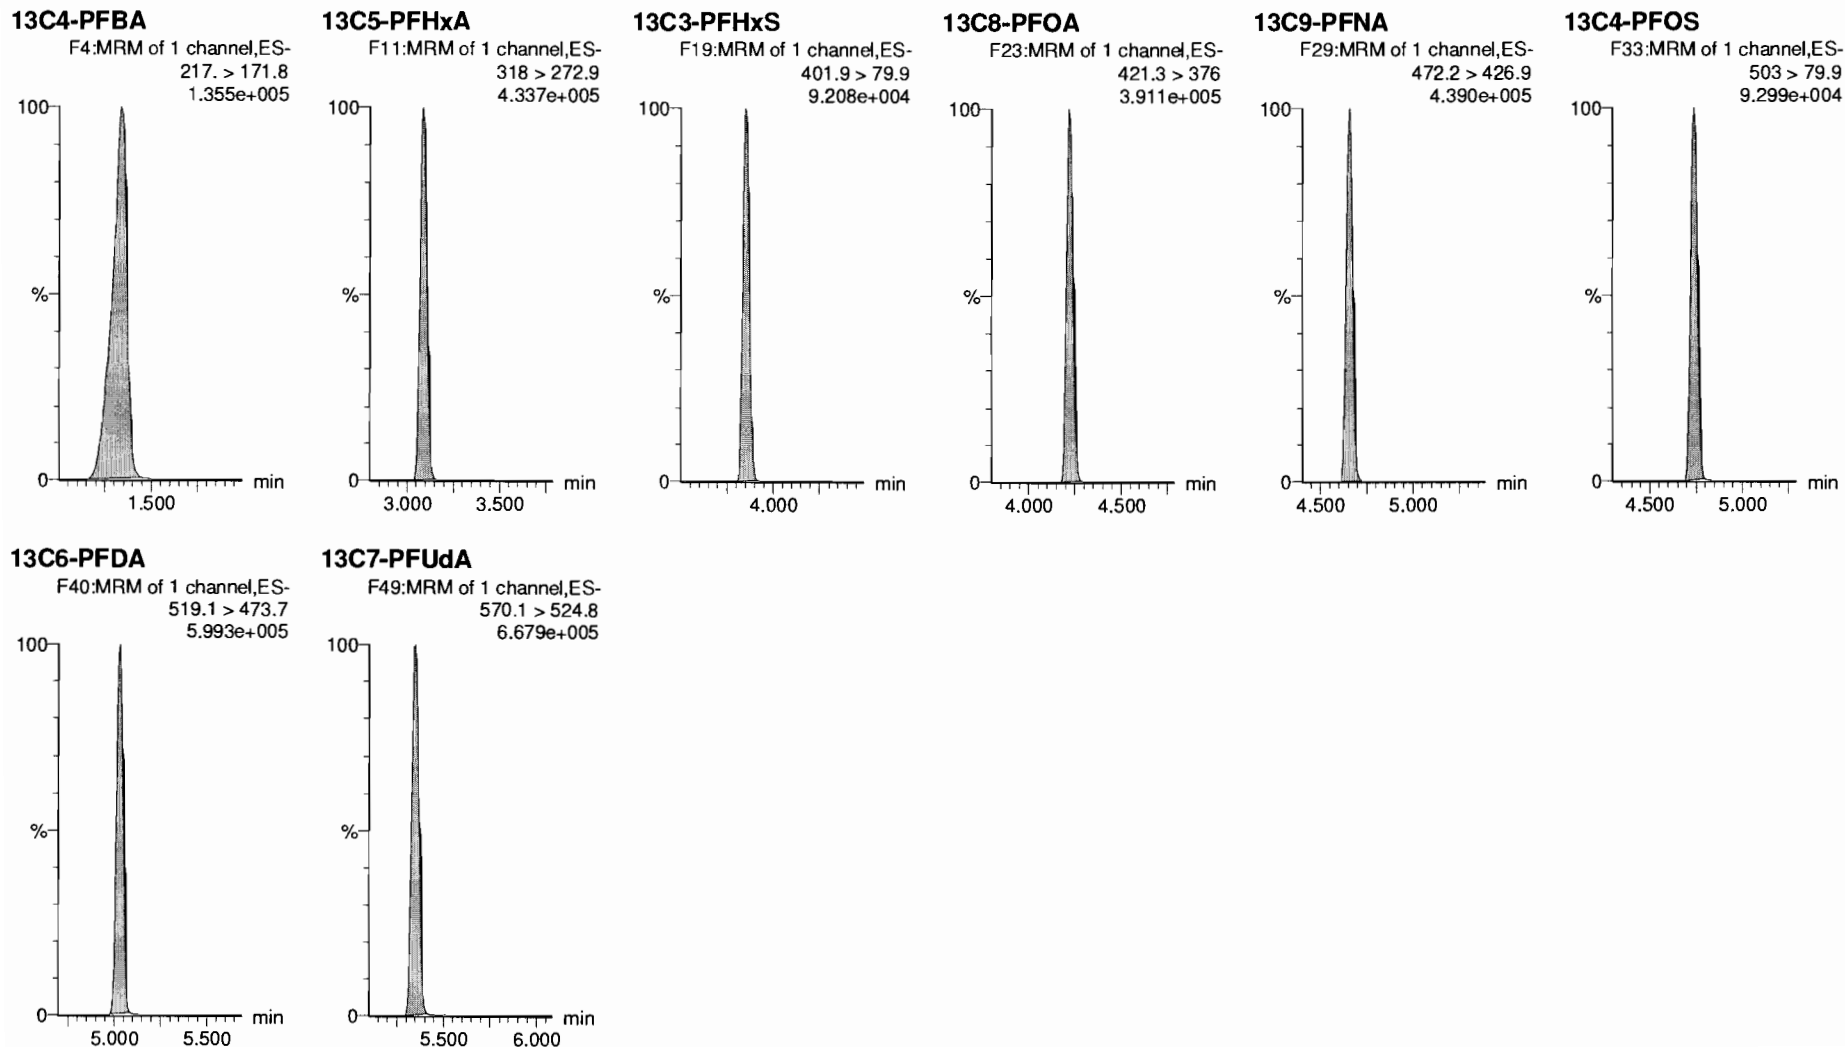 13C4-PFBA
F4:MRM of 1 channel,ES-
217. > 171.8
1.355e+005
100
%
0
min
1.500
13C5-PFHxA
F11:MRM of 1 channel,ES-
318 > 272.9
4.337e+005
100
%
0
min
3.000 3.500
13C3-PFHxS
F19:MRM of 1 channel,ES-
401.9 > 79.9
9.208e+004
100
%
0
min
4.000
13C8-PFOA
F23:MRM of 1 channel,ES-
421.3 > 376
3.911e+005
100
%
0
min
4.000 4.500
13C9-PFNA
F29:MRM of 1 channel,ES-
472.2 > 426.9
4.390e+005
100
%
0
min
4.500 5.000
13C4-PFOS
F33:MRM of 1 channel,ES-
503 > 79.9
9.299e+004
100
%
0
min
4.500 5.000
13C6-PFDA
F40:MRM of 1 channel,ES-
519.1 > 473.7
5.993e+005
100
%
0
min
5.000 5.500
13C7-PFUdA
F49:MRM of 1 channel,ES-
570.1 > 524.8
6.679e+005
100
%
0
min
5.500 6.000